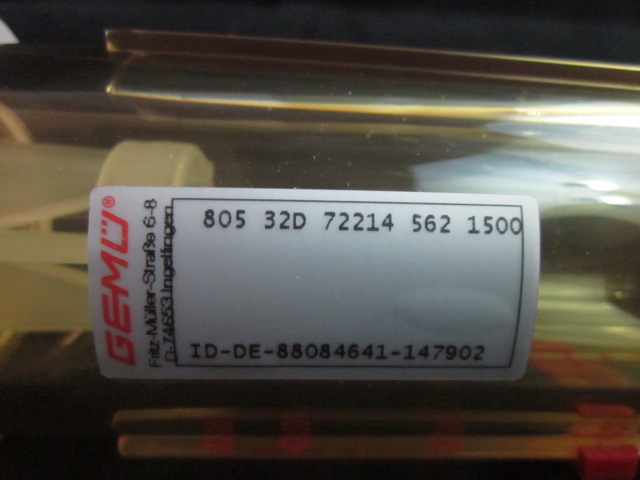 GEMÜ®
Fritz-Müller-Straße 6-8
D-74653 Ingelfingen
805 32D 72214 562 1500
ID-DE-88084641-147902